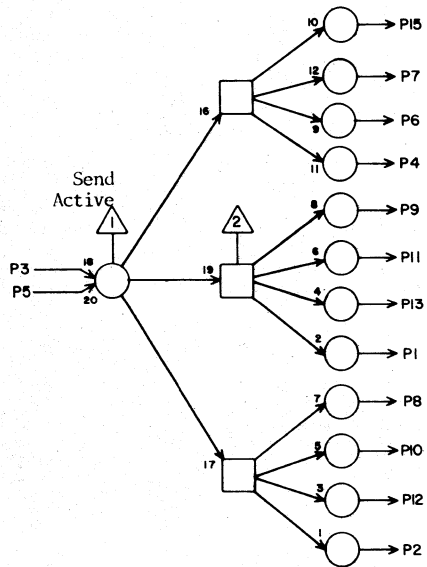 10 P15
12 P7
16 9 P6
11 P4
Send
Active
1 2 8 P9
6 P11
P3 18 19 4 P13
P5 20 2 P1
7 P8
5 P10
17 3 P12
1 P2